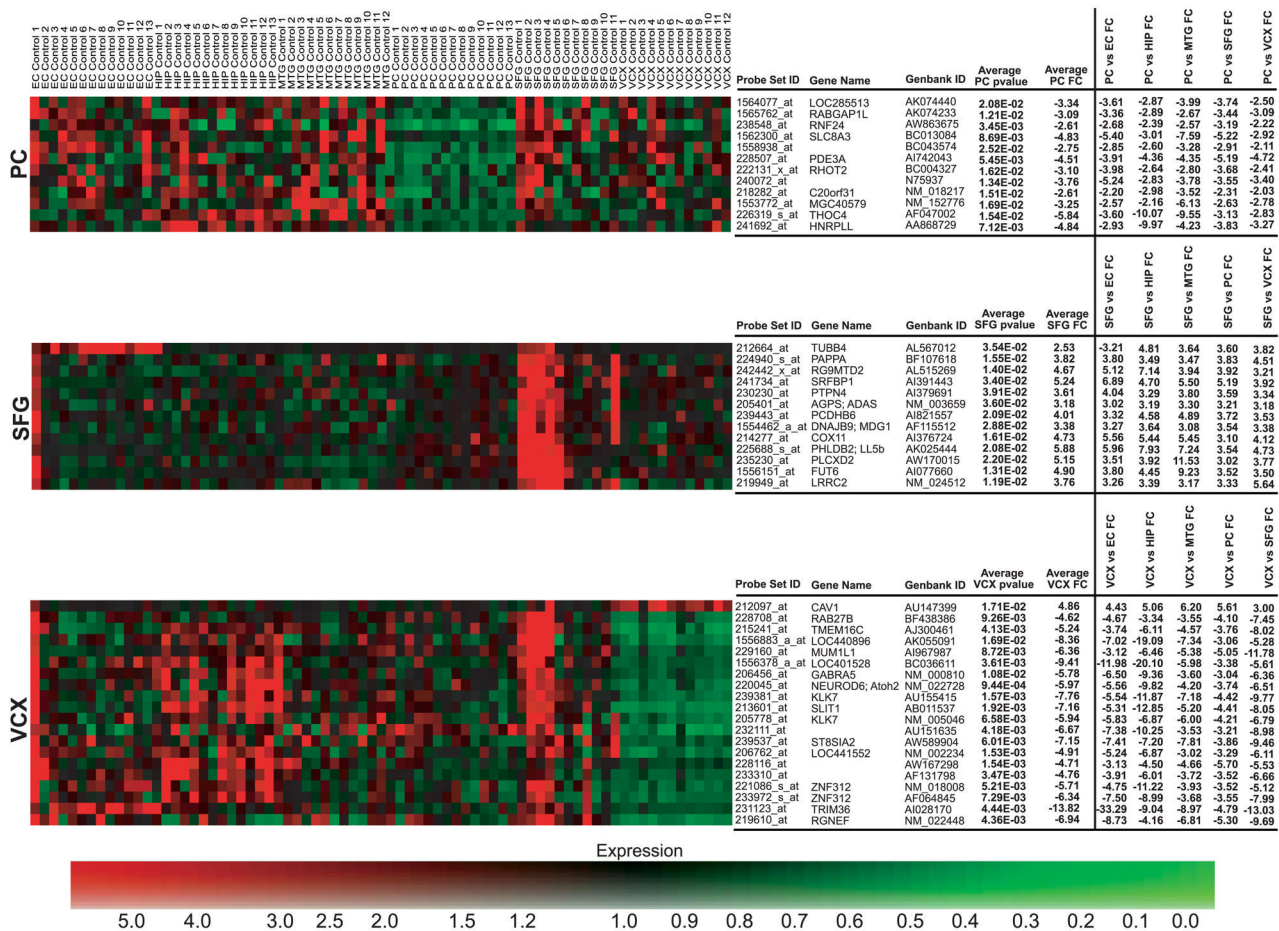 EC Control 1
EC Control 2
EC Control 3
EC Control 4
EC Control 5
EC Control 6
EC Control 7
EC Control 9
EC Control 10
EC Control 11
EC Control 12
EC Control 13
HIP Control 1
HIP Control 2
HIP Control 3
HIP Control 4
HIP Control 5
HIP Control 7
HIP Control 8
HIP Control 9
HIP Control 10
HIP Control 11
HIP Control 12
HIP Control 13
MTG Control 1
MTG Control 2
MTG Control 3
MTG Control 4
MTG Control 5
MTG Control 6
MTG Control 7
MTG Control 8
MTG Control 9
MTG Control 10
MTG Control 11
MTG Control 12
PC Control 1
PC Control 2
PC Control 3
PC Control 4
PC Control 5
PC Control 6
PC Control 7
PC Control 8
PC Control 9
PC Control 10
PC Control 11
PC Control 12
PC Control 13
SFG Control 1
SFG Control 2
SFG Control 3
SFG Control 4
SFG Control 5
SFG Control 6
SFG Control 7
SFG Control 8
SFG Control 9
SFG Control 10
SFG Control 11
VCX Control 1
VCX Control 2
VCX Control 3
VCX Control 4
VCX Control 5
VCX Control 6
VCX Control 7
VCX Control 8
VCX Control 9
VCX Control 10
VCX Control 11
VCX Control 12
PC
Probe Set ID Gene Name Genbank ID Average PC pvalue Average PC FC PC vs EC FC PC vs HIP FC PC vs MTG FC PC vs SFG FC PC vs VCX FC
1564077_at LOC285513 AK074440 2.08E-02 -3.34 -3.61 -2.87 -3.99 -3.74 -2.50
1565762_at RABGAP1L AK074233 1.21E-02 -3.09 -3.36 -2.89 -2.67 -3.44 -3.09
238548_at RNF24 AW863675 3.45E-03 -2.61 -2.68 -2.39 -2.57 -3.19 -2.22
1562300_at SLC8A3 BC013084 8.69E-03 -4.83 -5.40 -3.01 -7.59 -5.22 -2.92
1558938_at BC043574 2.52E-02 -2.75 -2.85 -2.60 -3.28 -2.91 -2.11
228507_at PDE3A AI742043 5.45E-03 -4.51 -3.91 -4.36 -4.35 -5.19 -4.72
222131_x_at RHOT2 BC004327 1.62E-02 -3.10 -3.98 -2.64 -2.80 -3.68 -2.41
240072_at N75937 1.34E-02 -3.76 -5.24 -2.83 -3.78 -3.55 -3.40
218282_at C20orf31 NM_018217 1.51E-02 -2.61 -2.20 -2.98 -3.52 -2.31 -2.03
1553772_at MGC40579 NM_152776 1.69E-02 -3.25 -2.57 -2.16 -6.13 -2.63 -2.78
226319_s_at THOC4 AF047002 1.54E-02 -5.84 -3.60 -10.07 -9.55 -3.13 -2.83
241692_at HNRPLL AA868729 7.12E-03 -4.84 -2.93 -9.97 -4.23 -3.83 -3.27
SFG
Probe Set ID Gene Name Genbank ID Average SFG pvalue Average SFG FC SFG vs EC FC SFG vs HIP FC SFG vs MTG FC SFG vs PC FC SFG vs VCX FC
212664_at TUBB4 AL567012 3.54E-02 2.53 -3.21 4.81 3.64 3.60 3.82
224940_s_at PAPPA BF107618 1.55E-02 3.82 3.80 3.49 3.47 3.83 4.51
242442_x_at RG9MTD2 AL515269 1.40E-02 4.67 5.12 7.14 3.94 3.92 3.21
241734_at SRFBP1 AI391443 3.40E-02 5.24 6.89 4.70 5.50 5.19 3.92
230230_at PTPN4 AI379691 3.91E-02 3.61 4.04 3.29 3.80 3.59 3.34
205401_at AGPS; ADAS NM_003659 3.60E-02 3.18 3.02 3.19 3.30 3.21 3.18
239443_at PCDHB6 AI821557 2.09E-02 4.01 3.32 4.58 4.89 3.72 3.53
1554462_a_at DNAJB9; MDG1 AF115512 2.88E-02 3.38 3.27 3.64 3.08 3.54 3.38
214277_at COX11 AI376724 1.61E-02 4.73 5.56 5.44 5.45 3.10 4.12
225688_s_at PHLDB2; LL5b AK025444 2.08E-02 5.88 5.96 7.93 7.24 3.54 4.73
235230_at PLCXD2 AW170015 2.20E-02 5.15 3.51 3.92 11.53 3.02 3.77
1556151_at FUT6 AI077660 1.31E-02 4.90 3.80 4.45 9.23 3.52 3.50
219949_at LRRC2 NM_024512 1.19E-02 3.76 3.26 3.39 3.17 3.33 5.64
VCX
Probe Set ID Gene Name Genbank ID Average VCX pvalue Average VCX FC VCX vs EC FC VCX vs HIP FC VCX vs MTG FC VCX vs PC FC VCX vs SFG FC
212097_at CAV1 AU147399 1.71E-02 4.86 4.43 5.06 6.20 5.61 3.00
228708_at RAB27B BF438386 9.26E-03 -4.62 -4.67 -3.34 -3.55 -4.10 -7.45
215241_at TMEM16C AJ300461 4.13E-03 -5.24 -3.74 -6.11 -4.57 -3.76 -8.02
1556883_a_at LOC440896 AK055091 1.69E-02 -8.36 -7.02 -19.09 -7.34 -3.06 -5.28
229160_at MUM1L1 AI967987 8.72E-03 -6.36 -3.12 -6.46 -5.38 -5.05 -11.78
1556378_a_at LOC401528 BC036611 3.61E-03 -9.41 -11.98 -20.10 -5.98 -3.38 -5.61
206456_at GABRA5 NM_000810 1.08E-02 -5.78 -6.50 -9.36 -3.60 -3.04 -6.36
220045_at NEUROD6; Atoh2 NM_022728 9.44E-04 -5.97 -5.56 -9.82 -4.20 -3.74 -6.51
239381_at KLK7 AU155415 1.57E-03 -7.76 -5.54 -11.87 -7.18 -4.42 -9.77
213601_at SLIT1 AB011537 1.92E-03 -7.16 -5.31 -12.85 -5.20 -4.41 -8.05
205778_at KLK7 NM_005046 6.58E-03 -5.94 -5.83 -6.87 -6.00 -4.21 -6.79
232111_at AU151635 4.18E-03 -6.67 -7.38 -10.25 -3.53 -3.21 -8.98
239537_at ST8SIA2 AW589904 6.01E-03 -7.15 -7.41 -7.20 -7.81 -3.86 -9.46
206762_at LOC441552 NM_002234 1.53E-03 -4.91 -5.24 -6.87 -3.02 -3.29 -6.11
228116_at AW167298 1.54E-03 -4.71 -3.13 -4.50 -4.66 -5.70 -5.53
233310_at AF131798 3.47E-03 -4.76 -3.91 -6.01 -3.72 -3.52 -6.66
221086_s_at ZNF312 NM_018008 5.21E-03 -5.71 -4.75 -11.22 -3.93 -3.52 -5.12
233972_s_at ZNF312 AF064845 7.29E-03 -6.34 -7.50 -8.99 -3.68 -3.55 -7.99
231123_at TRIM36 AI028170 4.44E-03 -13.82 -33.29 -9.04 -8.97 -4.79 -13.03
219610_at RGNEF NM_022448 4.36E-03 -6.94 -8.73 -4.16 -6.81 -5.30 -9.69
Expression
5.0 4.0 3.0 2.0 1.5 1.2 1.0 0.9 0.8 0.7 0.6 0.5 0.4 0.3 0.2 0.1 0.0